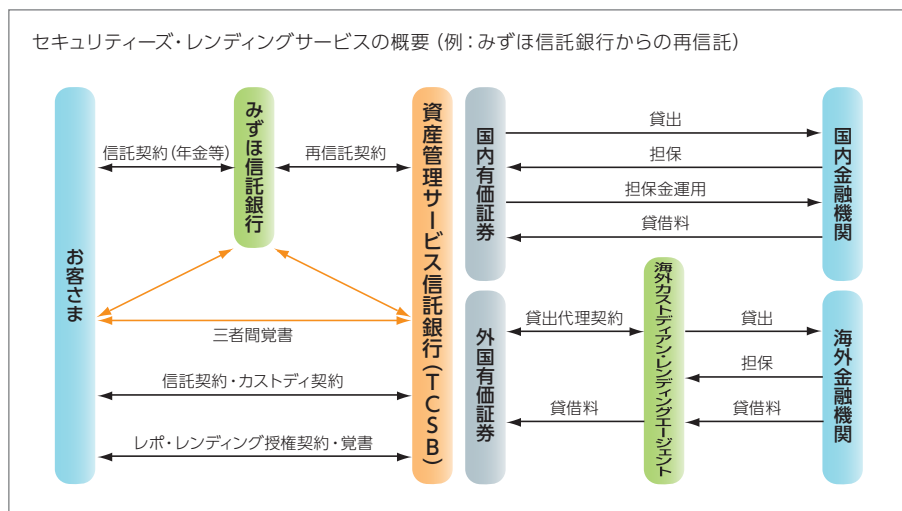 セキュリティーズ・レンディングサービスの概要（例：みずほ信託銀行からの再信託）
お客さま
信託契約（年金等）
みずほ信託銀行
再信託契約
三者間覚書
信託契約・カストディ契約
レポ・レンディング授権契約・覚書
資産管理サービス信託銀行（TCSB）
国内有価証券
貸出
担保
担保金運用
貸借料
国内金融機関
外国有価証券
貸出代理契約
貸借料
海外カストディアン・レンディングエージェント
貸出
担保
貸借料
海外金融機関